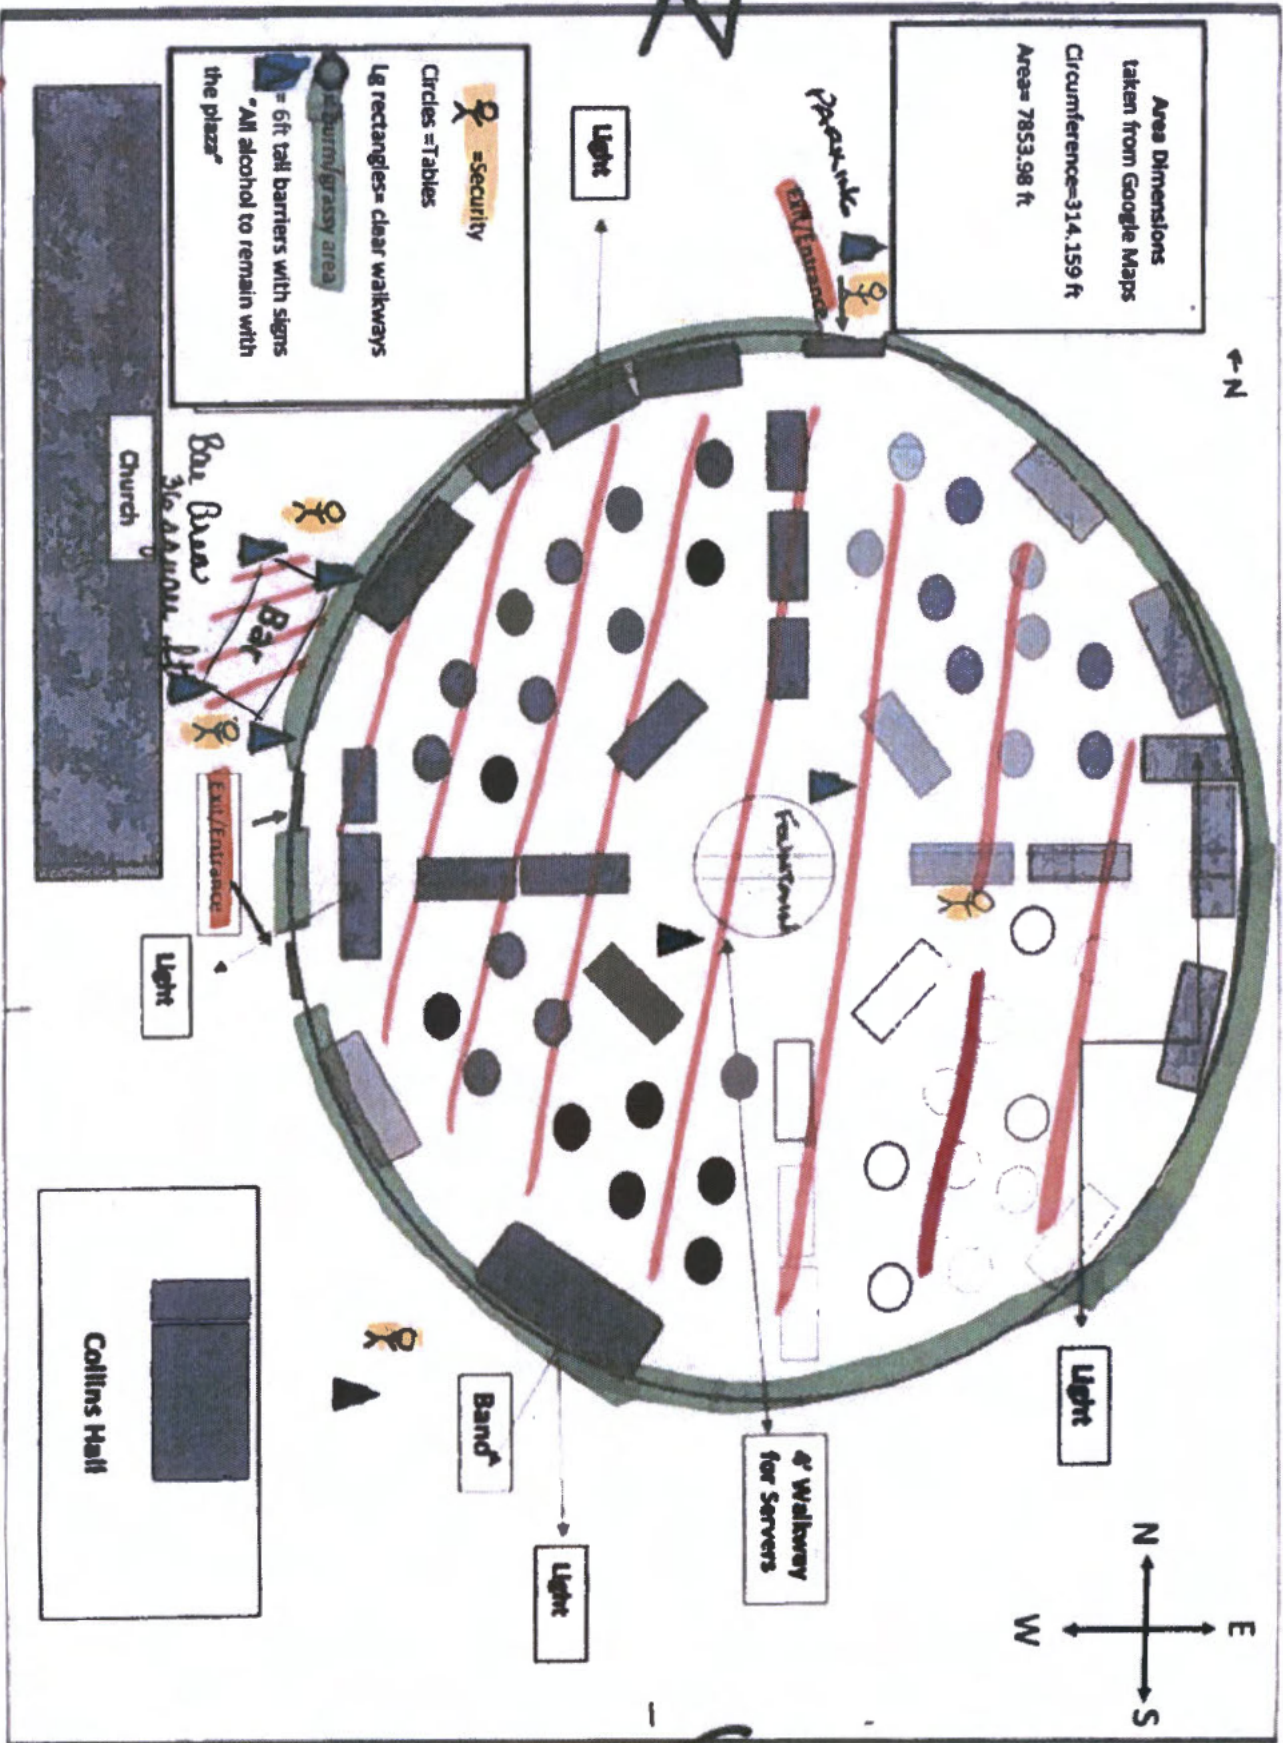 Area Dimensions
taken from Google Maps
Circumference=314.159 ft
Area= 7853.98 ft
N
PARKING
Exit/Entrance
Light
=Security
Circles =Tables
Lg rectangles= clear walkways
=burm/grassy area
= 6ft tall barriers with signs
"All alcohol to remain with
the plaza"
Church
Bar Area
Bar
Exit/Entrance
Light
Fountain
Collins Hall
Band
Light
4' Walkway
for Servers
Light
N
E
W
S